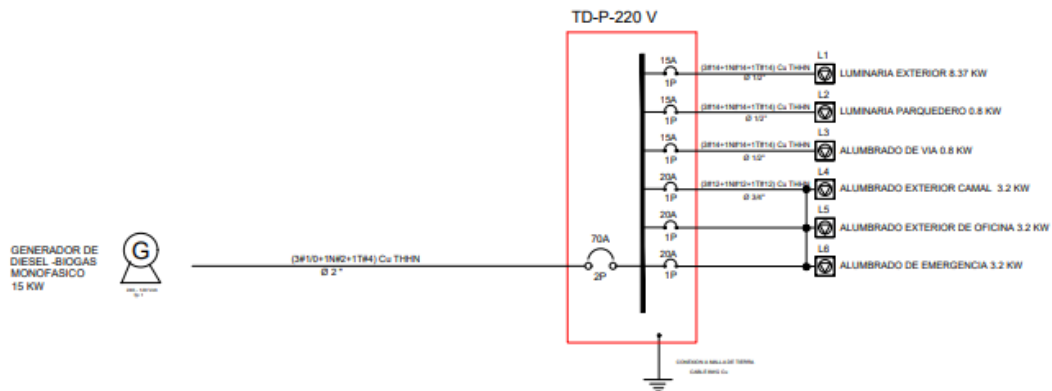 TD-P-220 V
15A
1P
(3#14+1N#14+1T#14) Cu THHN
Ø 1/2"
L1
LUMINARIA EXTERIOR 8.37 KW
15A
1P
(3#14+1N#14+1T#14) Cu THHN
Ø 1/2"
L2
LUMINARIA PARQUEDERO 0.8 KW
15A
1P
(3#14+1N#14+1T#14) Cu THHN
Ø 1/2"
L3
ALUMBRADO DE VIA 0.8 KW
20A
1P
(3#12+1N#12+1T#12) Cu THHN
Ø 3/4"
L4
ALUMBRADO EXTERIOR CAMAL 3.2 KW
20A
1P
L5
ALUMBRADO EXTERIOR DE OFICINA 3.2 KW
20A
1P
L6
ALUMBRADO DE EMERGENCIA 3.2 KW
GENERADOR DE
DIESEL -BIOGAS
MONOFASICO
15 KW
G
(3#1/0+1N#2+1T#4) Cu THHN
Ø 2 "
70A
2P
CONEXION A MALLA DE TIERRA